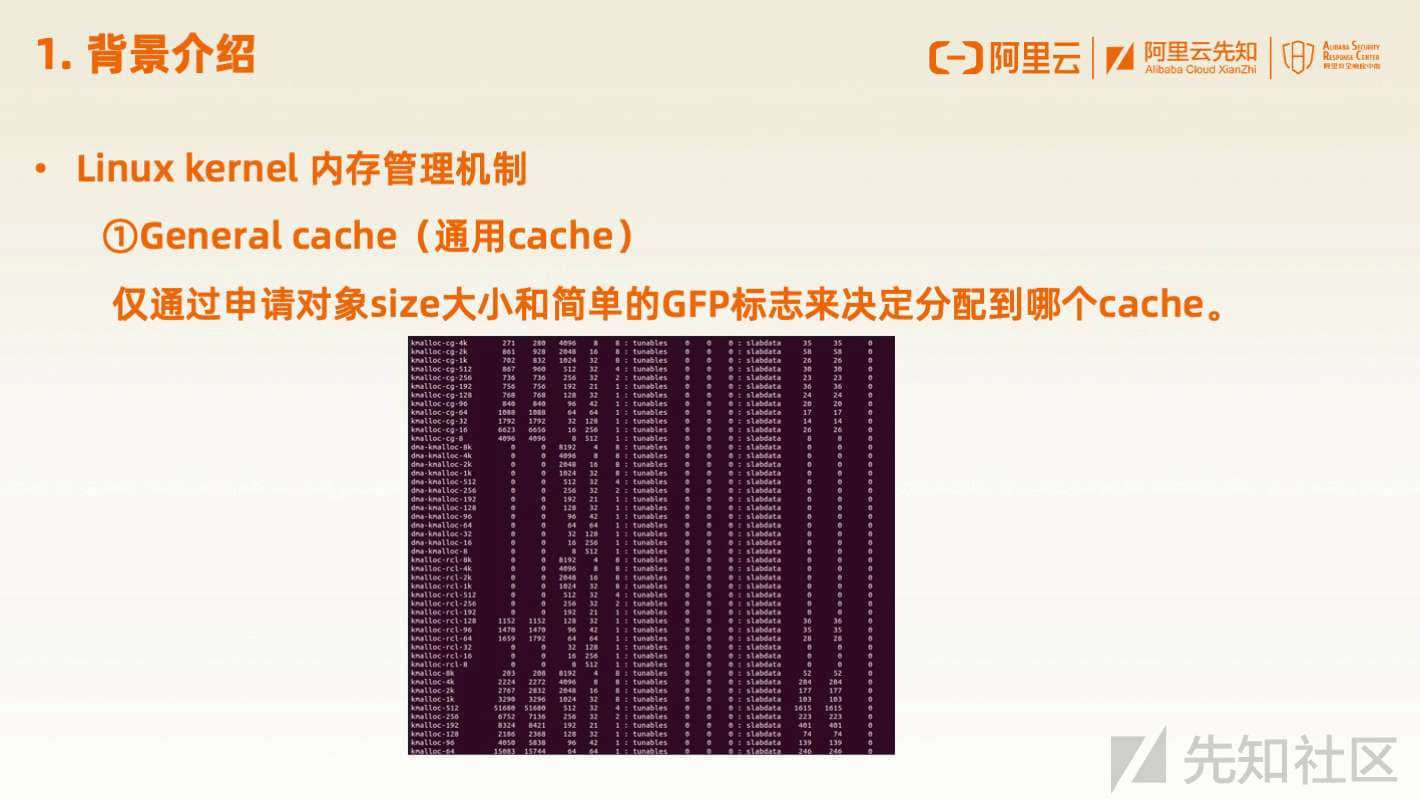 1. 背景介绍
阿里云
阿里云先知
Alibaba Cloud XianZhi
ALIBABA SECURITY
RESPONSE CENTER
• Linux kernel 内存管理机制
①General cache（通用cache）
仅通过申请对象size大小和简单的GFP标志来决定分配到哪个cache。
kmalloc-cg-4k 271 280 4096 8 8 : tunables 0 0 0 : slabdata 35 35 0
kmalloc-cg-2k 861 928 2048 16 8 : tunables 0 0 0 : slabdata 58 58 0
kmalloc-cg-1k 702 832 1024 32 8 : tunables 0 0 0 : slabdata 26 26 0
kmalloc-cg-512 867 960 512 32 4 : tunables 0 0 0 : slabdata 30 30 0
kmalloc-cg-256 736 736 256 32 2 : tunables 0 0 0 : slabdata 23 23 0
kmalloc-cg-192 756 756 192 21 1 : tunables 0 0 0 : slabdata 36 36 0
kmalloc-cg-128 768 768 128 32 1 : tunables 0 0 0 : slabdata 24 24 0
kmalloc-cg-96 840 840 96 42 1 : tunables 0 0 0 : slabdata 20 20 0
kmalloc-cg-64 1088 1088 64 64 1 : tunables 0 0 0 : slabdata 17 17 0
kmalloc-cg-32 1792 1792 32 128 1 : tunables 0 0 0 : slabdata 14 14 0
kmalloc-cg-16 6623 6656 16 256 1 : tunables 0 0 0 : slabdata 26 26 0
kmalloc-cg-8 4096 4096 8 512 1 : tunables 0 0 0 : slabdata 8 8 0
dma-kmalloc-8k 0 0 8192 4 8 : tunables 0 0 0 : slabdata 0 0 0
dma-kmalloc-4k 0 0 4096 8 8 : tunables 0 0 0 : slabdata 0 0 0
dma-kmalloc-2k 0 0 2048 16 8 : tunables 0 0 0 : slabdata 0 0 0
dma-kmalloc-1k 0 0 1024 32 8 : tunables 0 0 0 : slabdata 0 0 0
dma-kmalloc-512 0 0 512 32 4 : tunables 0 0 0 : slabdata 0 0 0
dma-kmalloc-256 0 0 256 32 2 : tunables 0 0 0 : slabdata 0 0 0
dma-kmalloc-192 0 0 192 21 1 : tunables 0 0 0 : slabdata 0 0 0
dma-kmalloc-128 0 0 128 32 1 : tunables 0 0 0 : slabdata 0 0 0
dma-kmalloc-96 0 0 96 42 1 : tunables 0 0 0 : slabdata 0 0 0
dma-kmalloc-64 0 0 64 64 1 : tunables 0 0 0 : slabdata 0 0 0
dma-kmalloc-32 0 0 32 128 1 : tunables 0 0 0 : slabdata 0 0 0
dma-kmalloc-16 0 0 16 256 1 : tunables 0 0 0 : slabdata 0 0 0
dma-kmalloc-8 0 0 8 512 1 : tunables 0 0 0 : slabdata 0 0 0
kmalloc-rcl-8k 0 0 8192 4 8 : tunables 0 0 0 : slabdata 0 0 0
kmalloc-rcl-4k 0 0 4096 8 8 : tunables 0 0 0 : slabdata 0 0 0
kmalloc-rcl-2k 0 0 2048 16 8 : tunables 0 0 0 : slabdata 0 0 0
kmalloc-rcl-1k 0 0 1024 32 8 : tunables 0 0 0 : slabdata 0 0 0
kmalloc-rcl-512 0 0 512 32 4 : tunables 0 0 0 : slabdata 0 0 0
kmalloc-rcl-256 0 0 256 32 2 : tunables 0 0 0 : slabdata 0 0 0
kmalloc-rcl-192 0 0 192 21 1 : tunables 0 0 0 : slabdata 0 0 0
kmalloc-rcl-128 1152 1152 128 32 1 : tunables 0 0 0 : slabdata 36 36 0
kmalloc-rcl-96 1470 1470 96 42 1 : tunables 0 0 0 : slabdata 35 35 0
kmalloc-rcl-64 1659 1792 64 64 1 : tunables 0 0 0 : slabdata 28 28 0
kmalloc-rcl-32 0 0 32 128 1 : tunables 0 0 0 : slabdata 0 0 0
kmalloc-rcl-16 0 0 16 256 1 : tunables 0 0 0 : slabdata 0 0 0
kmalloc-rcl-8 0 0 8 512 1 : tunables 0 0 0 : slabdata 0 0 0
kmalloc-8k 203 208 8192 4 8 : tunables 0 0 0 : slabdata 52 52 0
kmalloc-4k 2224 2272 4096 8 8 : tunables 0 0 0 : slabdata 284 284 0
kmalloc-2k 2767 2832 2048 16 8 : tunables 0 0 0 : slabdata 177 177 0
kmalloc-1k 3290 3296 1024 32 8 : tunables 0 0 0 : slabdata 103 103 0
kmalloc-512 51680 51680 512 32 4 : tunables 0 0 0 : slabdata 1615 1615 0
kmalloc-256 6752 7136 256 32 2 : tunables 0 0 0 : slabdata 223 223 0
kmalloc-192 8324 8421 192 21 1 : tunables 0 0 0 : slabdata 401 401 0
kmalloc-128 2186 2368 128 32 1 : tunables 0 0 0 : slabdata 74 74 0
kmalloc-96 4050 5838 96 42 1 : tunables 0 0 0 : slabdata 139 139 0
kmalloc-64 15083 15744 64 64 1 : tunables 0 0 0 : slabdata 246 246 0
先知社区